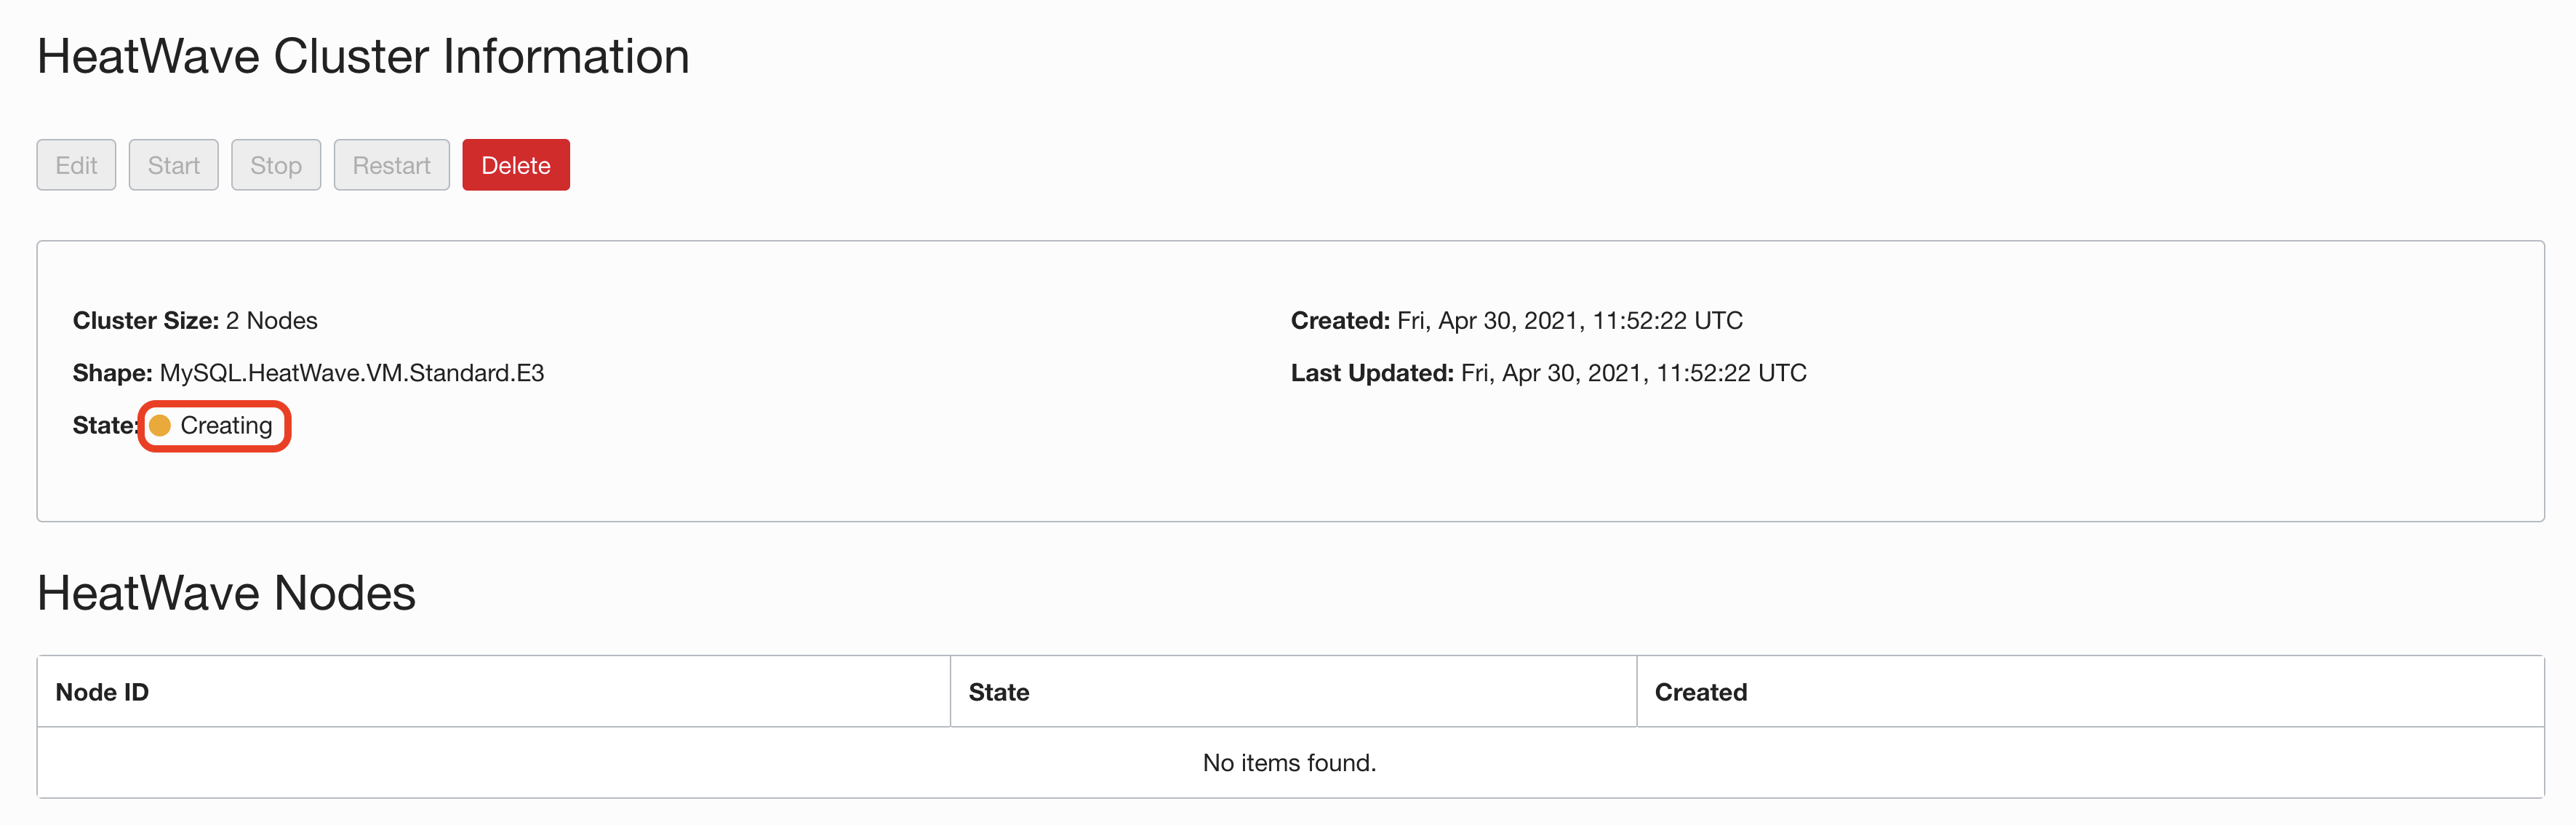 HeatWave Cluster Information
Edit Start Stop Restart Delete
Cluster Size: 2 Nodes
Created: Fri, Apr 30, 2021, 11:52:22 UTC
Shape: MySQL.HeatWave.VM.Standard.E3
Last Updated: Fri, Apr 30, 2021, 11:52:22 UTC
State: Creating
HeatWave Nodes
Node ID State Created
No items found.